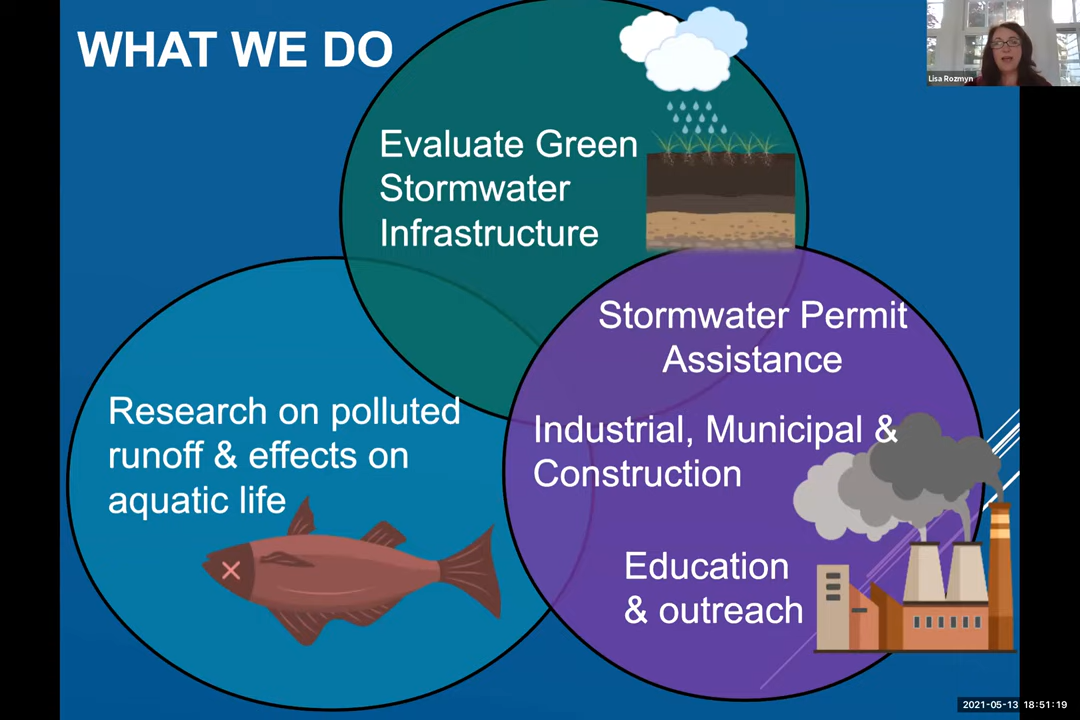 WHAT WE DO
Lisa Rozmyn
Evaluate Green
Stormwater
Infrastructure
Stormwater Permit
Assistance
Research on polluted
runoff & effects on
aquatic life
Industrial, Municipal &
Construction
Education
& outreach
2021-05-13 18:51:19